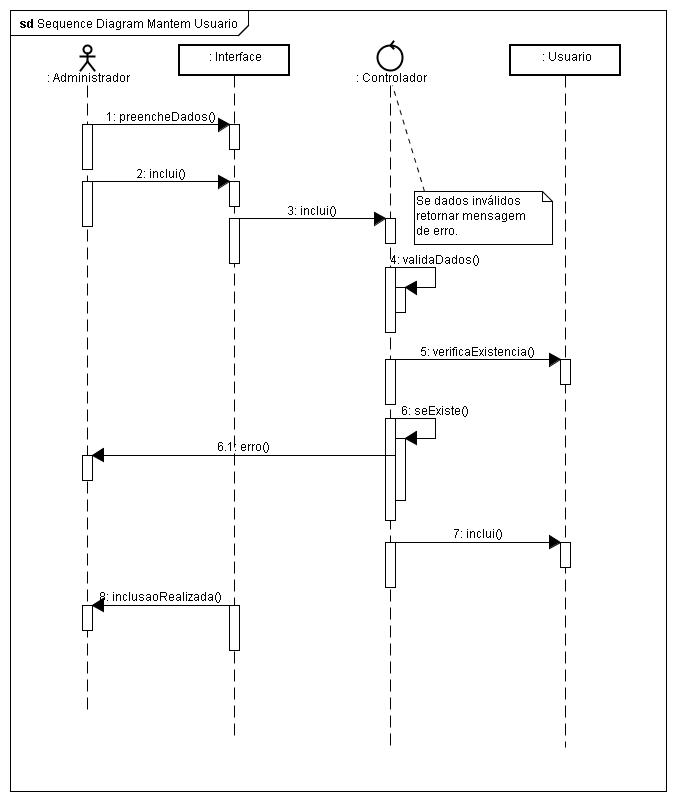 sd Sequence Diagram Mantem Usuario
: Administrador
: Interface
: Controlador
: Usuario
1: preencheDados()
2: inclui()
Se dados inválidos
retornar mensagem
de erro.
3: inclui()
4: validaDados()
5: verificaExistencia()
6: seExiste()
6.1: erro()
7: inclui()
8: inclusaoRealizada()